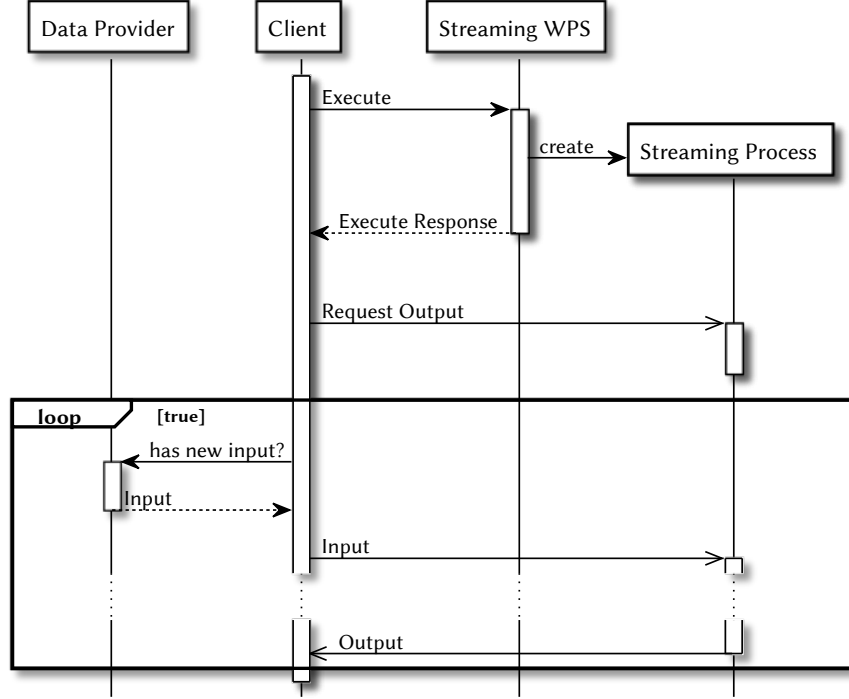 Data Provider
Client
Streaming WPS
Execute
create
Streaming Process
Execute Response
Request Output
loop
[true]
has new input?
Input
Input
Output